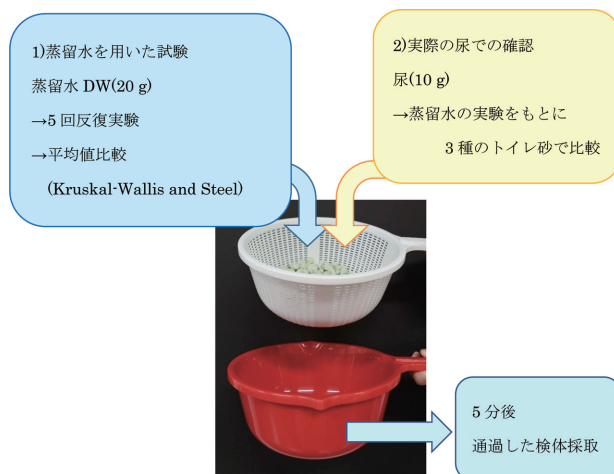 1)蒸留水を用いた試験
蒸留水 DW(20 g)
→5 回反復実験
→平均値比較
(Kruskal-Wallis and Steel)
2)実際の尿での確認
尿(10 g)
→蒸留水の実験をもとに
3 種のトイレ砂で比較
5 分後
通過した検体採取